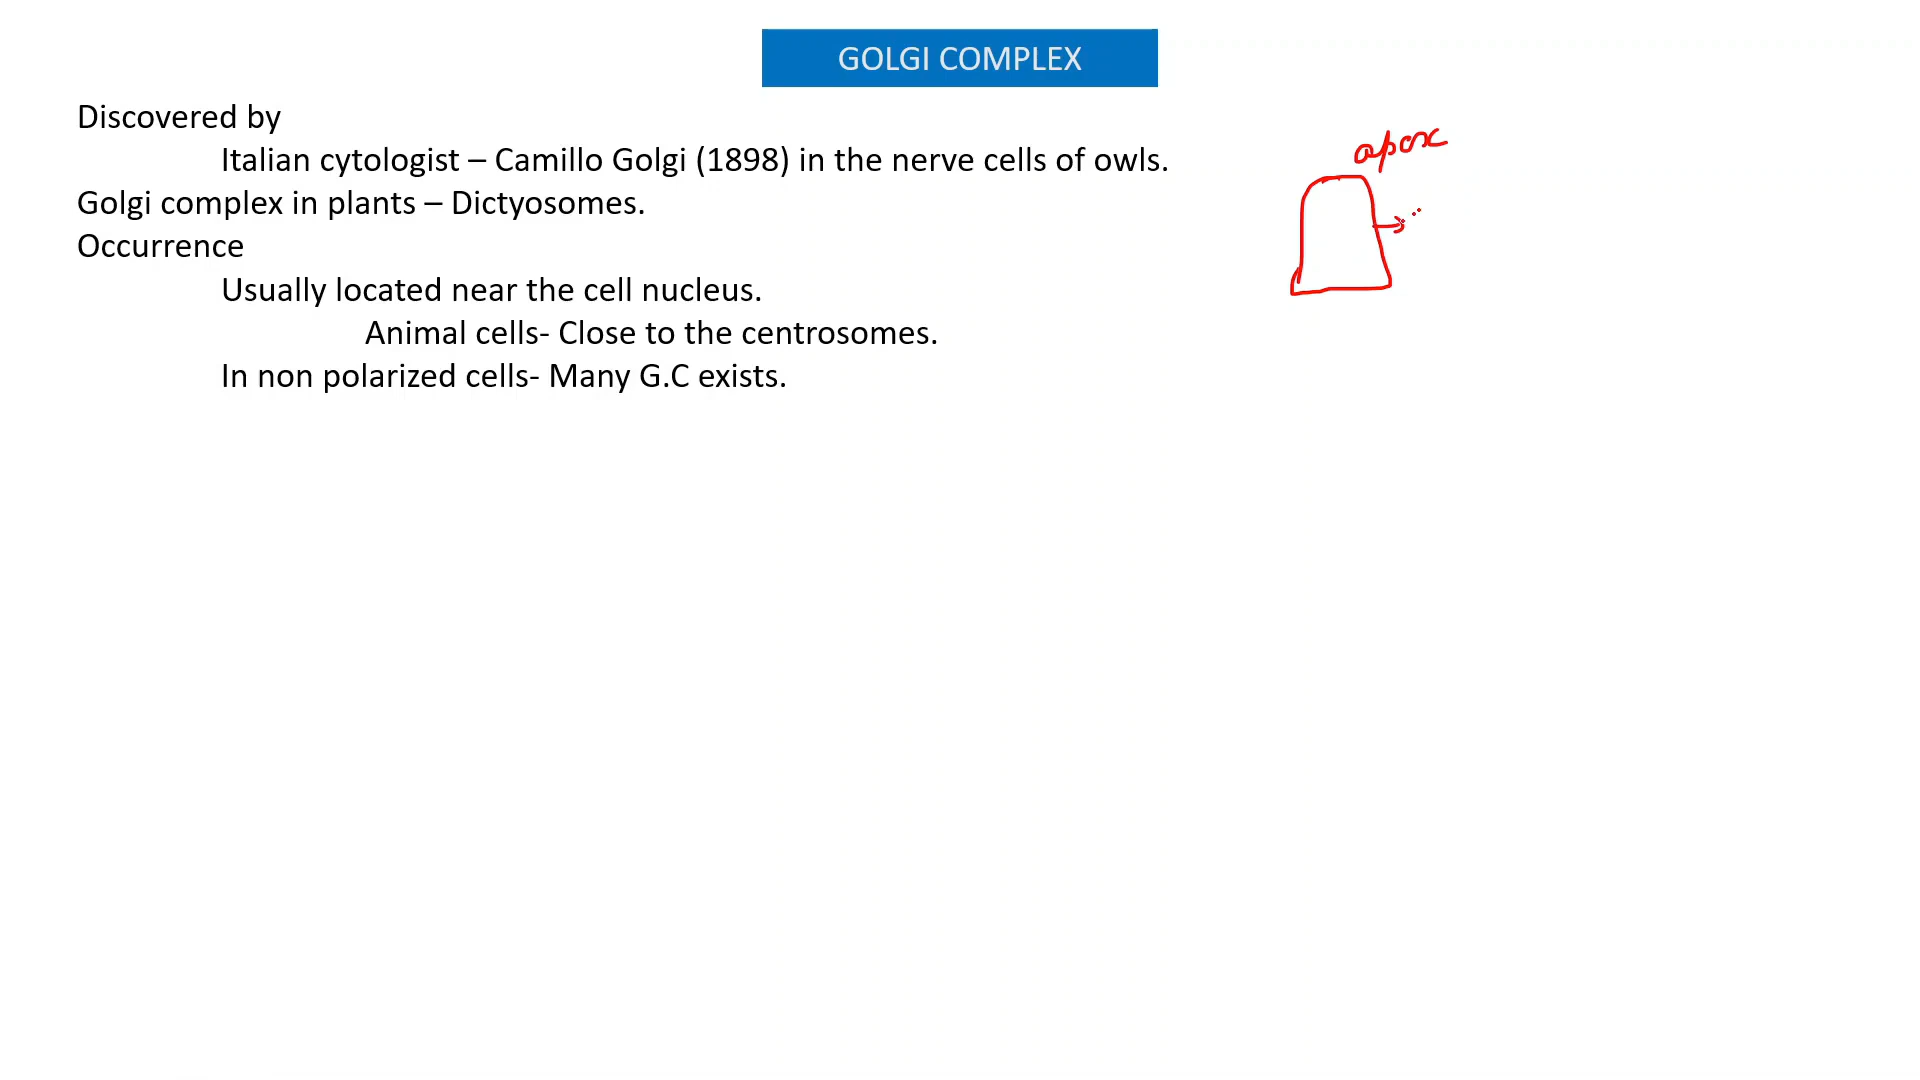 GOLGI COMPLEX
Discovered by
Italian cytologist – Camillo Golgi (1898) in the nerve cells of owls.
apex
Golgi complex in plants – Dictyosomes.
Occurrence
Usually located near the cell nucleus.
Animal cells- Close to the centrosomes.
In non polarized cells- Many G.C exists.